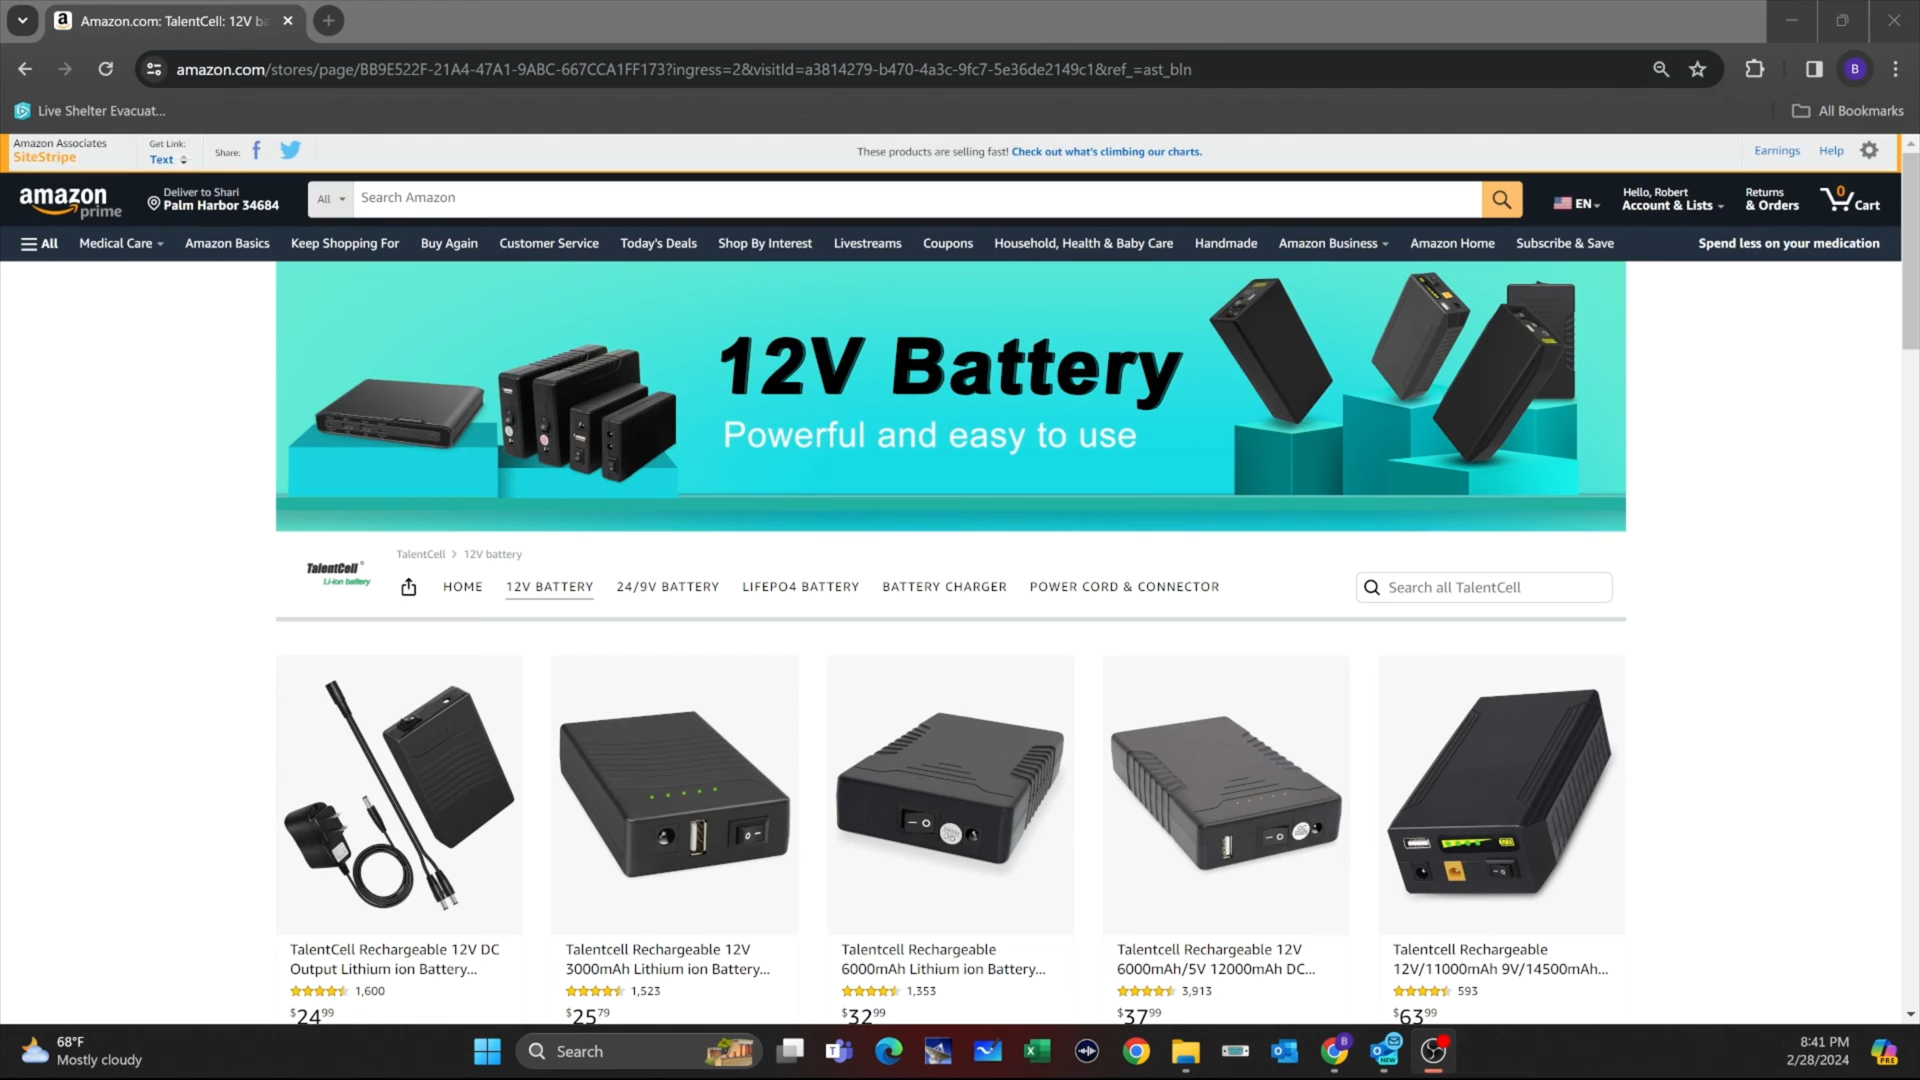 Amazon.com: TalentCell: 12V ba
amazon.com/stores/page/BB9E522F-21A4-47A1-9ABC-667CCA1FF173?ingress=2&visitId=a3814279-b470-4a3c-9fc7-5e36de2149c1&ref_=ast_bln
B
Live Shelter Evacuat...
All Bookmarks
Amazon Associates
SiteStripe
Get Link:
Text
Share:
These products are selling fast! Check out what's climbing our charts.
Earnings
Help
amazon
prime
Deliver to Shari
Palm Harbor 34684
All
Search Amazon
EN
Hello, Robert
Account & Lists
Returns
& Orders
0
Cart
All
Medical Care
Amazon Basics
Keep Shopping For
Buy Again
Customer Service
Today's Deals
Shop By Interest
Livestreams
Coupons
Household, Health & Baby Care
Handmade
Amazon Business
Amazon Home
Subscribe & Save
Spend less on your medication
12V Battery
Powerful and easy to use
TalentCell®
Li-ion battery
TalentCell > 12V battery
HOME
12V BATTERY
24/9V BATTERY
LIFEPO4 BATTERY
BATTERY CHARGER
POWER CORD & CONNECTOR
Search all TalentCell
TalentCell Rechargeable 12V DC
Output Lithium ion Battery...
1,600
$24.99
Talentcell Rechargeable 12V
3000mAh Lithium ion Battery...
1,523
$25.79
Talentcell Rechargeable
6000mAh Lithium ion Battery...
1,353
$32.99
Talentcell Rechargeable 12V
6000mAh/5V 12000mAh DC...
3,913
$37.99
Talentcell Rechargeable
12V/11000mAh 9V/14500mAh...
593
$63.99
68°F
Mostly cloudy
Search
8:41 PM
2/28/2024